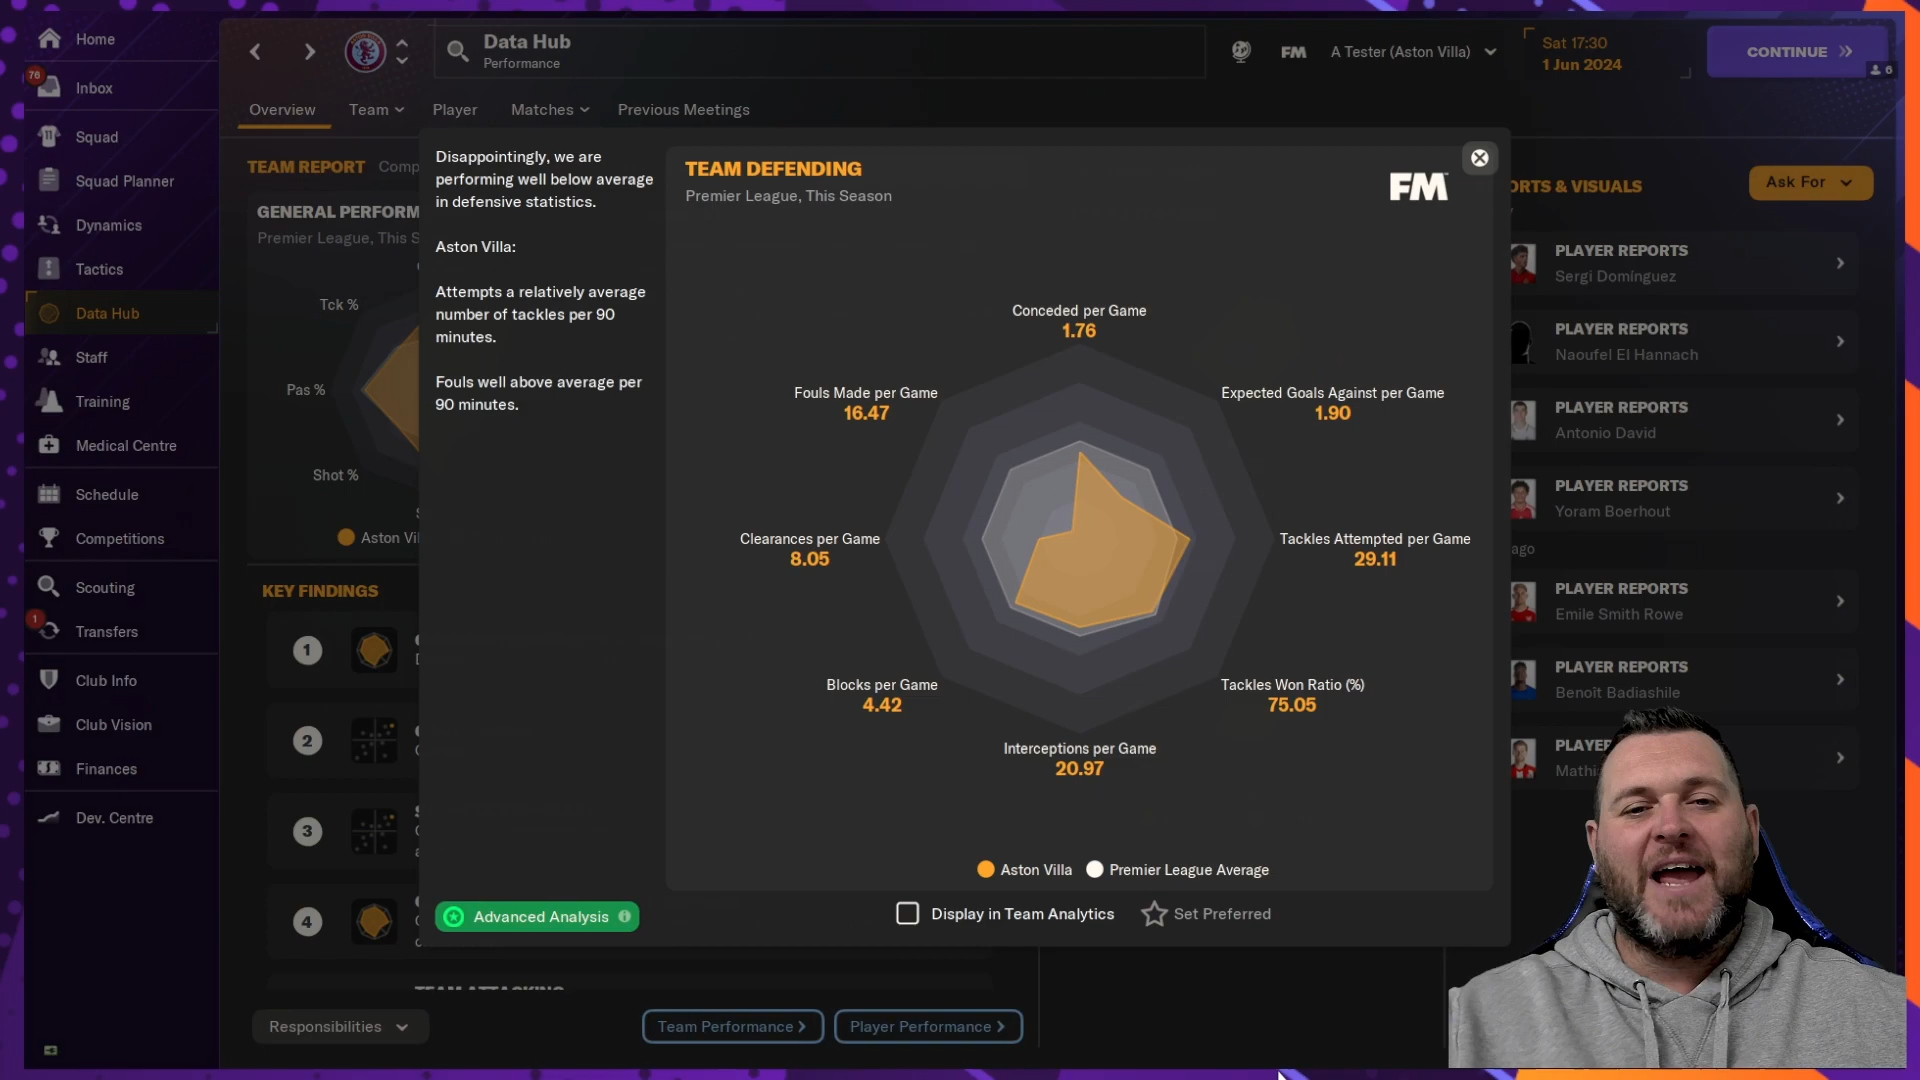 Home
76
Inbox
Squad
Squad Planner
Dynamics
Tactics
Data Hub
Staff
Training
Medical Centre
Schedule
Competitions
Scouting
1
Transfers
Club Info
Club Vision
Finances
Dev. Centre
Data Hub
Performance
FM
A Tester (Aston Villa)
Sat 17:30
1 Jun 2024
CONTINUE
6
Overview
Team
Player
Matches
Previous Meetings
TEAM REPORT Comp
GENERAL PERFORM
Premier League, This S
Tck %
Pas %
Shot %
Aston Vil
KEY FINDINGS
1
2
3
4
TEAM ATTACKING
Responsibilities
Team Performance
Player Performance
Disappointingly, we are
performing well below average
in defensive statistics.
Aston Villa:
Attempts a relatively average
number of tackles per 90
minutes.
Fouls well above average per
90 minutes.
Advanced Analysis
TEAM DEFENDING
Premier League, This Season
FM
Conceded per Game
1.76
Fouls Made per Game
16.47
Expected Goals Against per Game
1.90
Clearances per Game
8.05
Tackles Attempted per Game
29.11
Blocks per Game
4.42
Tackles Won Ratio (%)
75.05
Interceptions per Game
20.97
Aston Villa
Premier League Average
Display in Team Analytics
Set Preferred
ORTS & VISUALS
Ask For
PLAYER REPORTS
Sergi Domínguez
PLAYER REPORTS
Naoufel El Hannach
PLAYER REPORTS
Antonio David
PLAYER REPORTS
Yoram Boerhout
ago
PLAYER REPORTS
Emile Smith Rowe
PLAYER REPORTS
Benoît Badiashile
PLAYE
Mathi